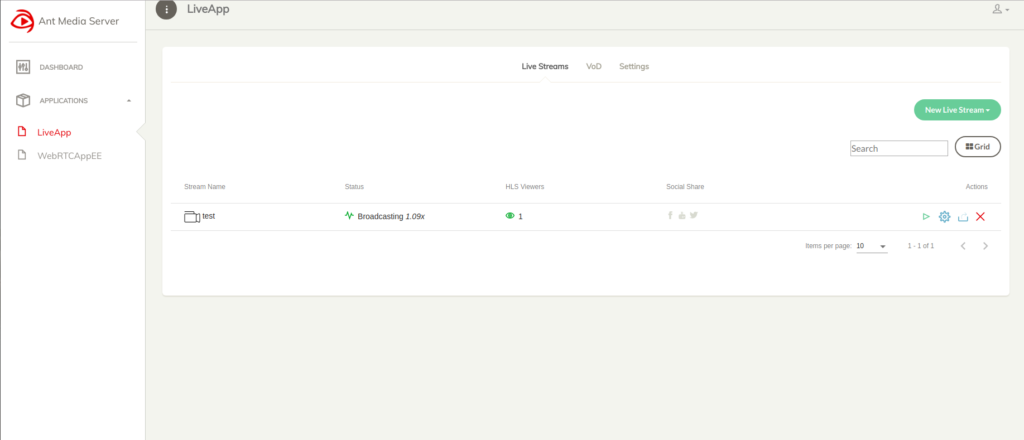 Ant Media Server
LiveApp
DASHBOARD
APPLICATIONS
LiveApp
WebRTCAppEE
Live Streams VoD Settings
New Live Stream
Search Grid
Stream Name Status HLS Viewers Social Share Actions
test Broadcasting 1.09x 1
Items per page: 10 1 - 1 of 1